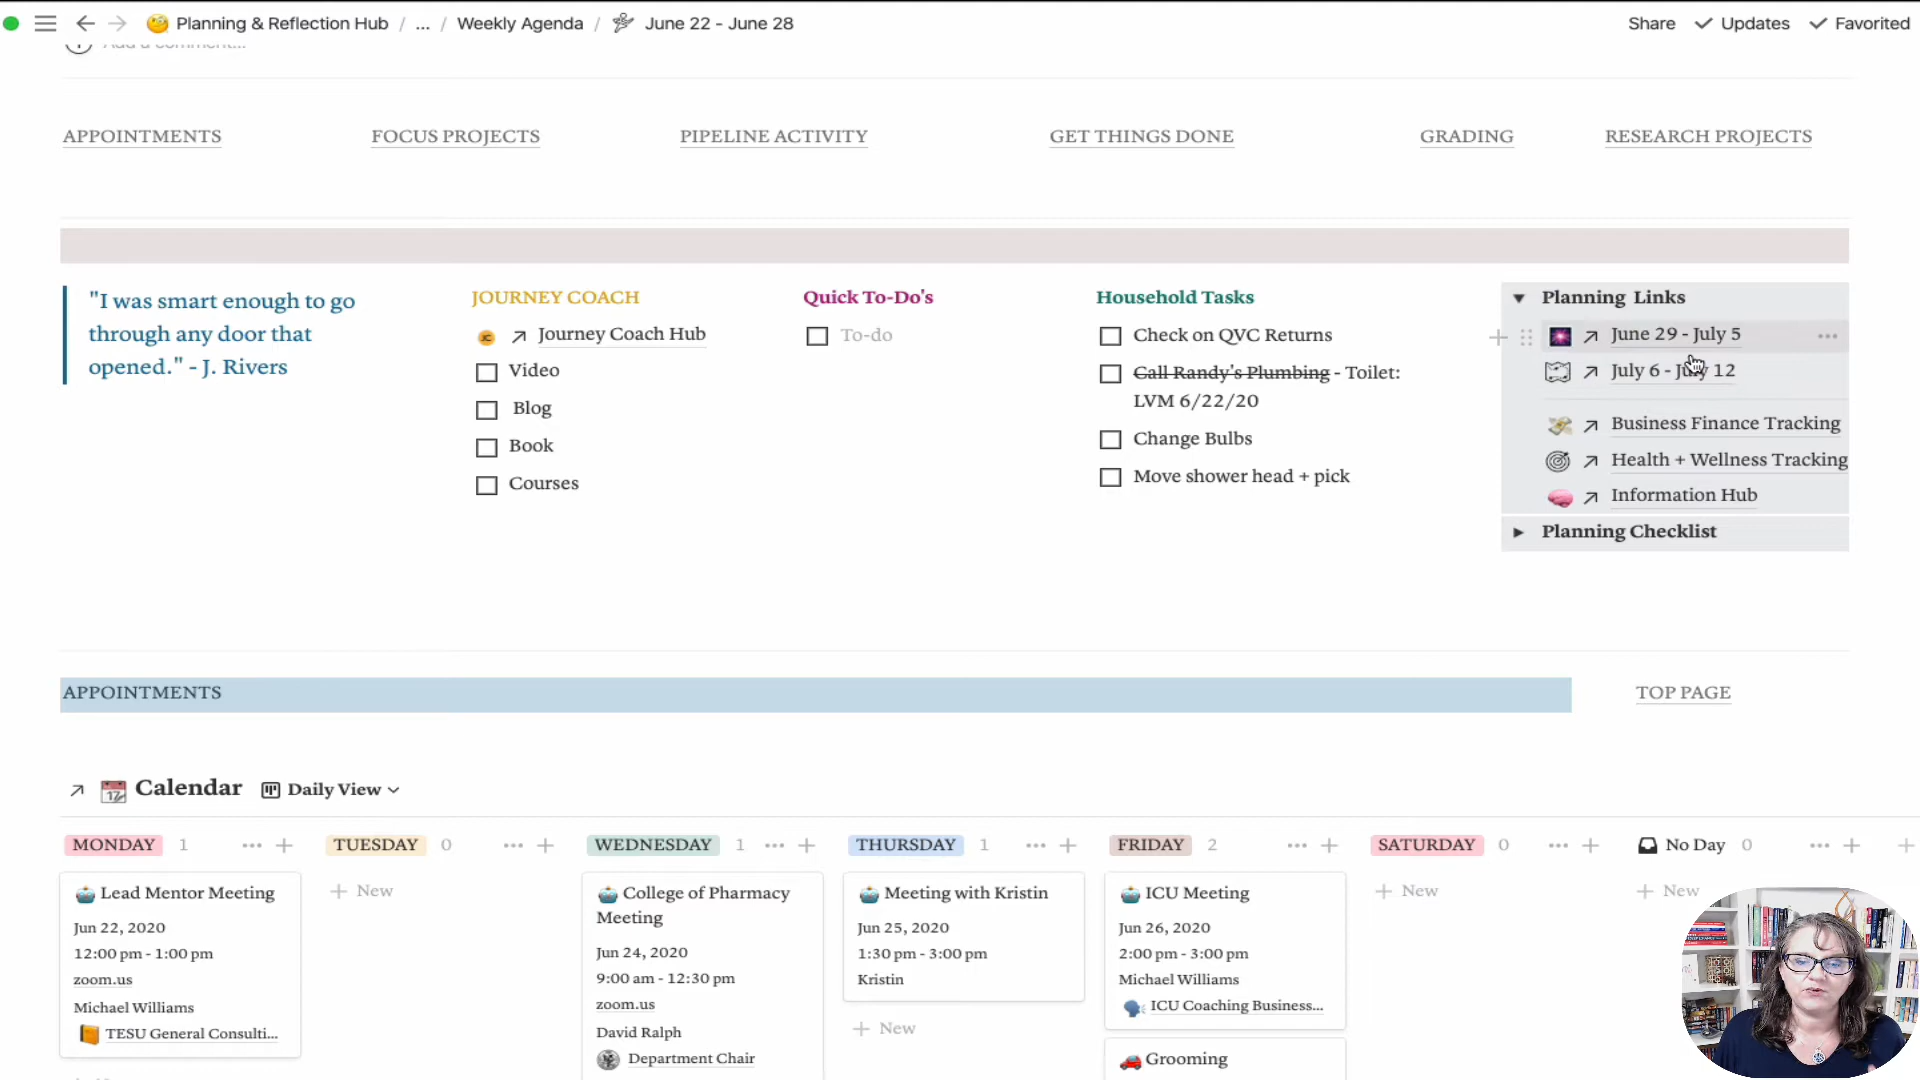 Planning & Reflection Hub / ... / Weekly Agenda / June 22 - June 28
Share Updates Favorited
Add a comment...
APPOINTMENTS FOCUS PROJECTS PIPELINE ACTIVITY GET THINGS DONE GRADING RESEARCH PROJECTS
"I was smart enough to go
through any door that
opened." - J. Rivers
JOURNEY COACH
Journey Coach Hub
Video
Blog
Book
Courses
Quick To-Do's
To-do
Household Tasks
Check on QVC Returns
Call Randy's Plumbing - Toilet:
LVM 6/22/20
Change Bulbs
Move shower head + pick
Planning Links
June 29 - July 5
July 6 - July 12
Business Finance Tracking
Health + Wellness Tracking
Information Hub
Planning Checklist
APPOINTMENTS
TOP PAGE
Calendar Daily View
MONDAY 1
Lead Mentor Meeting
Jun 22, 2020
12:00 pm - 1:00 pm
zoom.us
Michael Williams
TESU General Consulti...
TUESDAY 0
New
WEDNESDAY 1
College of Pharmacy
Meeting
Jun 24, 2020
9:00 am - 12:30 pm
zoom.us
David Ralph
Department Chair
THURSDAY 1
Meeting with Kristin
Jun 25, 2020
1:30 pm - 3:00 pm
Kristin
New
FRIDAY 2
ICU Meeting
Jun 26, 2020
2:00 pm - 3:00 pm
Michael Williams
ICU Coaching Business...
Grooming
SATURDAY 0
New
No Day 0
New